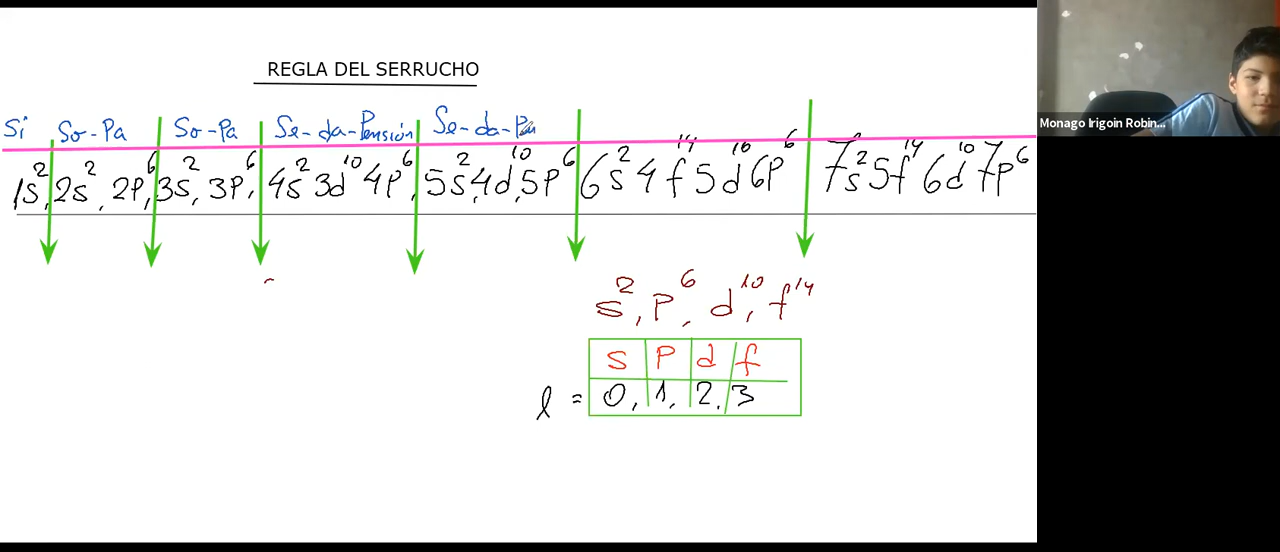 REGLA DEL SERRUCHO
Si So-Pa So-Pa Se-da-Pensión Se-da-Pen
1s², 2s², 2p⁶, 3s², 3p⁶, 4s² 3d¹⁰ 4p⁶, 5s², 4d¹⁰, 5p⁶ 6s² 4f¹⁴ 5d¹⁰ 6p⁶ 7s² 5f¹⁴ 6d¹⁰ 7p⁶
s², p⁶, d¹⁰, f¹⁴
s p d f
l = 0, 1, 2, 3
Monago Irigoin Robin...